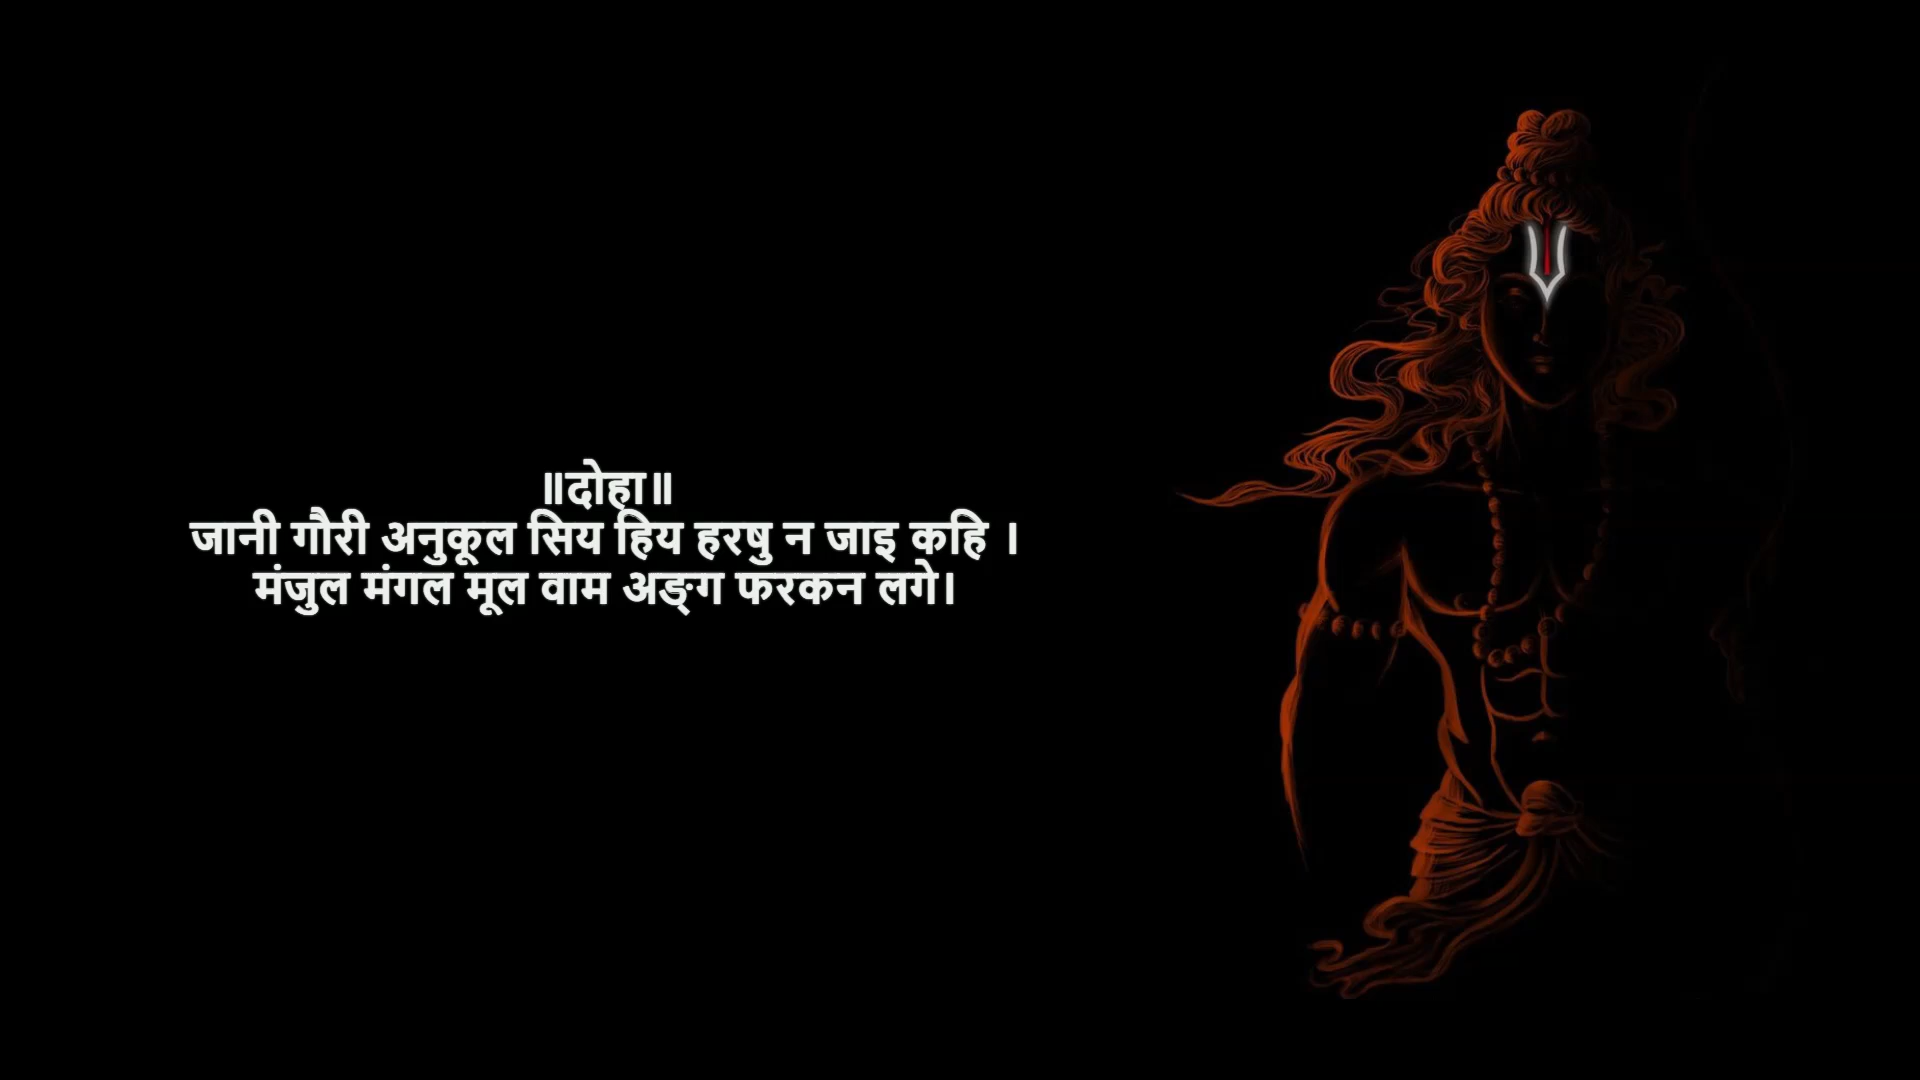 ॥दोहा॥
जानी गौरी अनुकूल सिय हिय हरषु न जाइ कहि ।
मंजुल मंगल मूल वाम अङ्ग फरकन लगे।